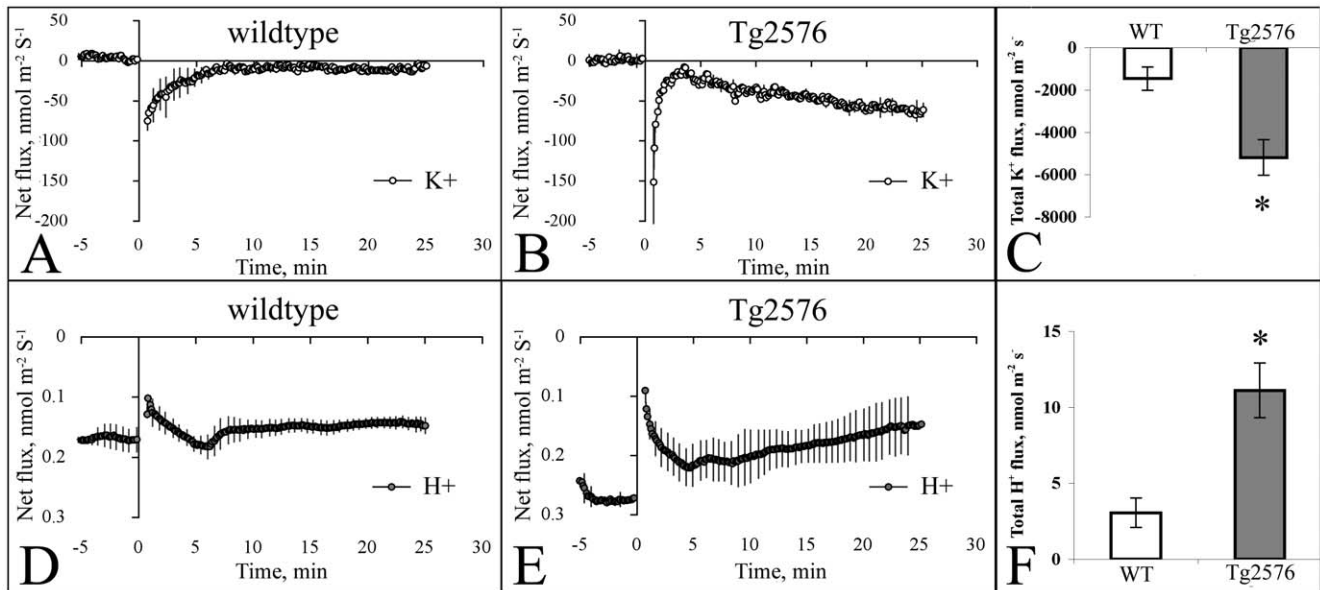 wildtype
Net flux, nmol m⁻² S⁻¹
50
0
-50
-100
-150
-200
-5 0 5 10 15 20 25 30
Time, min
K+
A
Tg2576
Net flux, nmol m⁻² S⁻¹
50
0
-50
-100
-150
-200
-5 0 5 10 15 20 25 30
Time, min
K+
B
WT Tg2576
Total K⁺ flux, nmol m⁻² s⁻
0
-2000
-4000
-6000
-8000
*
C
wildtype
Net flux, nmol m⁻² S⁻¹
0
0.1
0.2
0.3
-5 0 5 10 15 20 25 30
Time, min
H+
D
Tg2576
Net flux, nmol m⁻² S⁻¹
0
0.1
0.2
0.3
-5 0 5 10 15 20 25 30
Time, min
H+
E
Total H⁺ flux, nmol m⁻² s⁻
15
10
5
0
*
WT Tg2576
F